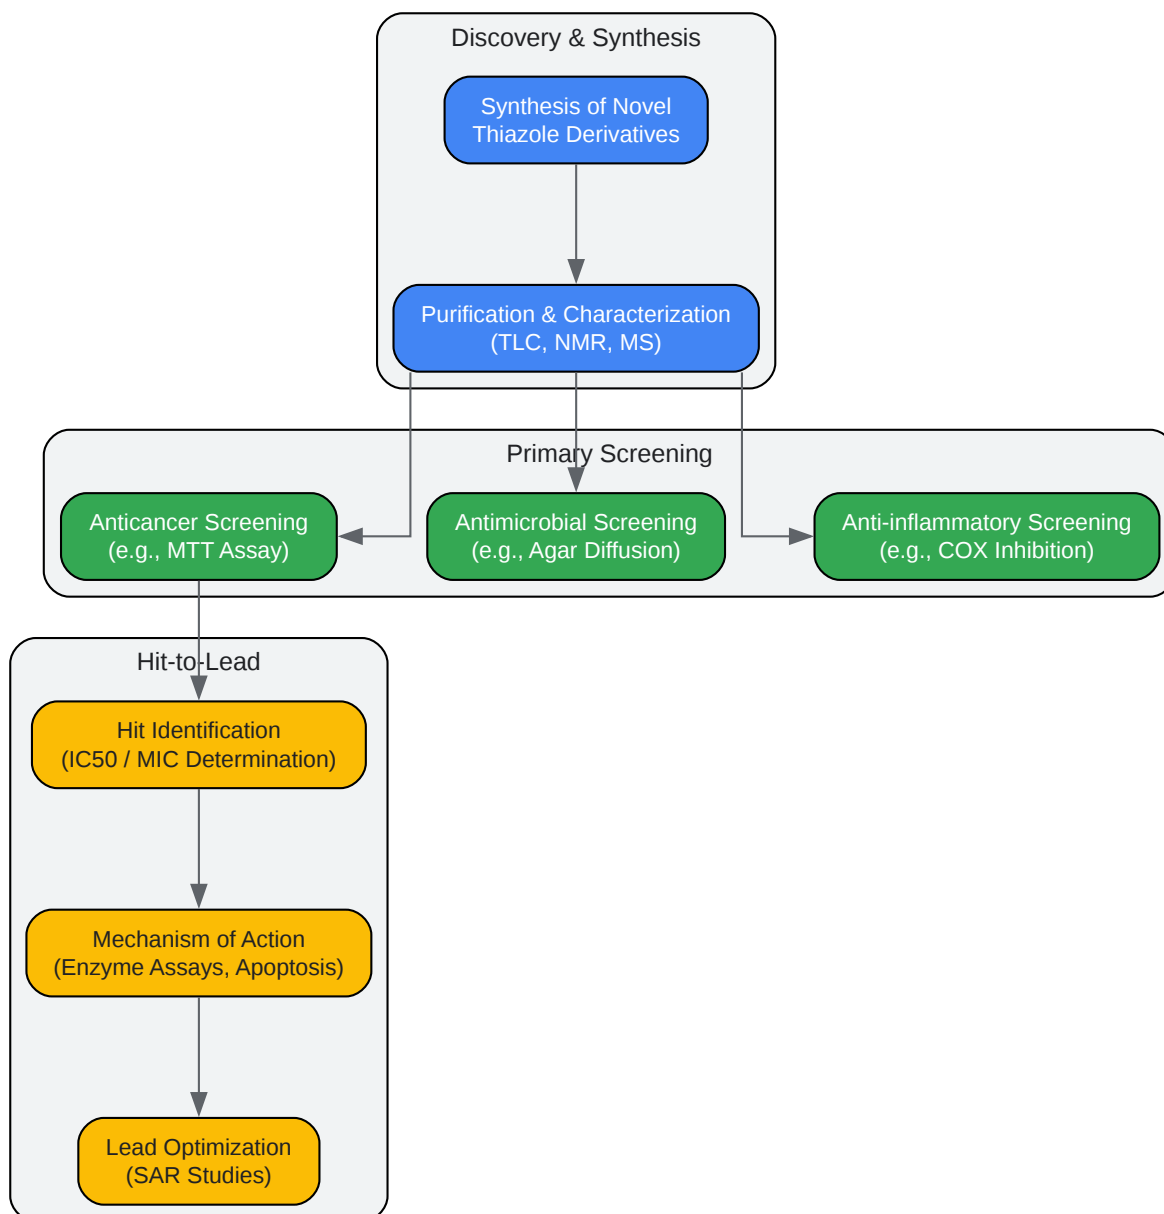 Discovery & Synthesis
Synthesis of Novel
Thiazole Derivatives
Purification & Characterization
(TLC, NMR, MS)
Primary Screening
Anticancer Screening
(e.g., MTT Assay)
Antimicrobial Screening
(e.g., Agar Diffusion)
Anti-inflammatory Screening
(e.g., COX Inhibition)
Hit-to-Lead
Hit Identification
(IC50 / MIC Determination)
Mechanism of Action
(Enzyme Assays, Apoptosis)
Lead Optimization
(SAR Studies)